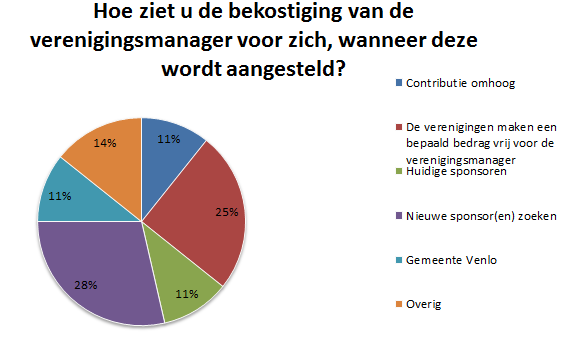 Hoe ziet u de bekostiging van de
verenigingsmanager voor zich, wanneer deze
wordt aangesteld?
11%
25%
11%
28%
11%
14%
Contributie omhoog
De verenigingen maken een
bepaald bedrag vrij voor de
verenigingsmanager
Huidige sponsoren
Nieuwe sponsor(en) zoeken
Gemeente Venlo
Overig